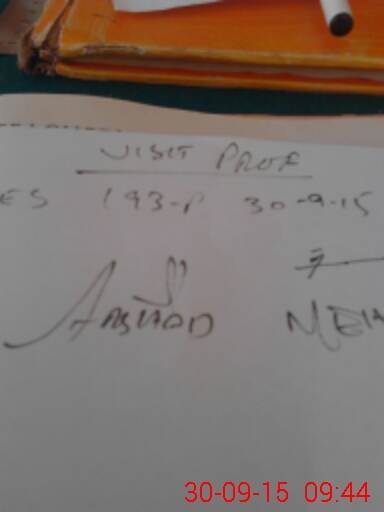 VISIT PROF
ES 193-P 30-9-15
ARSHAD MEH
30-09-15 09:44